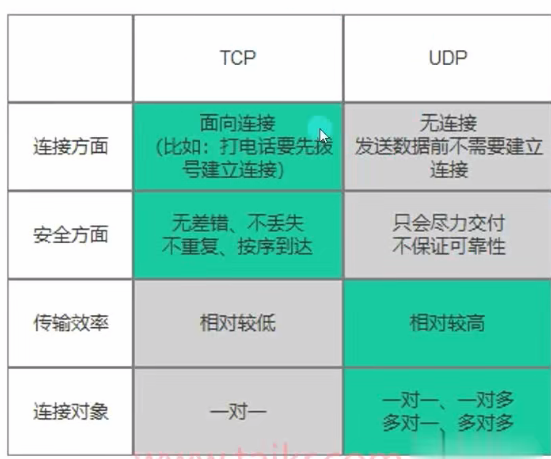 TCP
UDP
连接方面
面向连接
（比如：打电话要先拨
号建立连接）
无连接
发送数据前不需要建立
连接
安全方面
无差错、不丢失
不重复、按序到达
只会尽力交付
不保证可靠性
传输效率
相对较低
相对较高
连接对象
一对一
一对一、一对多
多对一、多对多